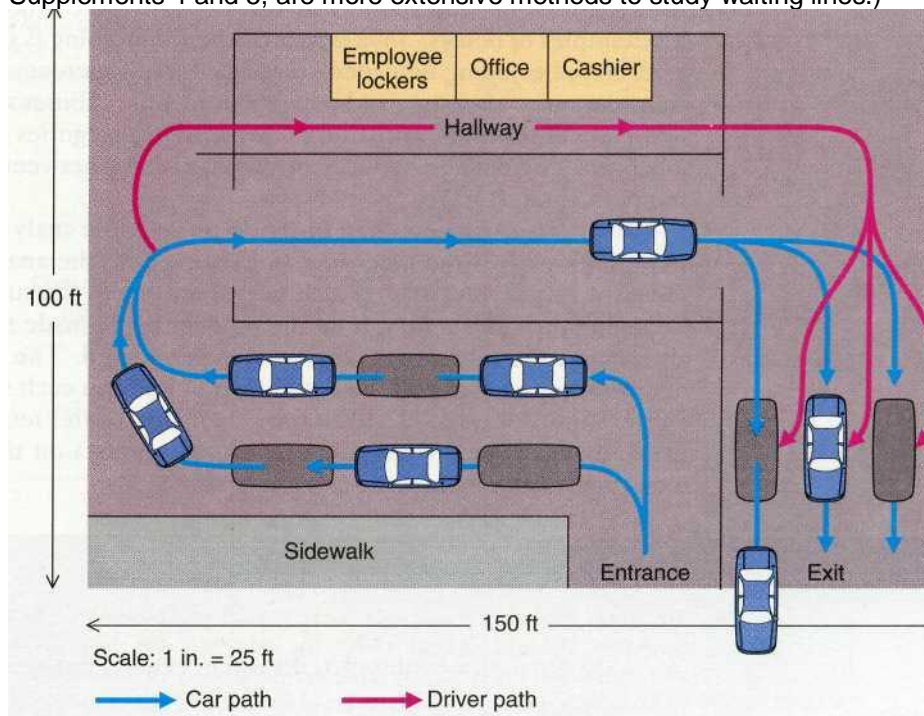 Supplements 4 and 5, are more extensive methods to study waiting lines.)
Employee
lockers
Office
Cashier
Hallway
100 ft
Sidewalk
Entrance
Exit
150 ft
Scale: 1 in. = 25 ft
Car path
Driver path